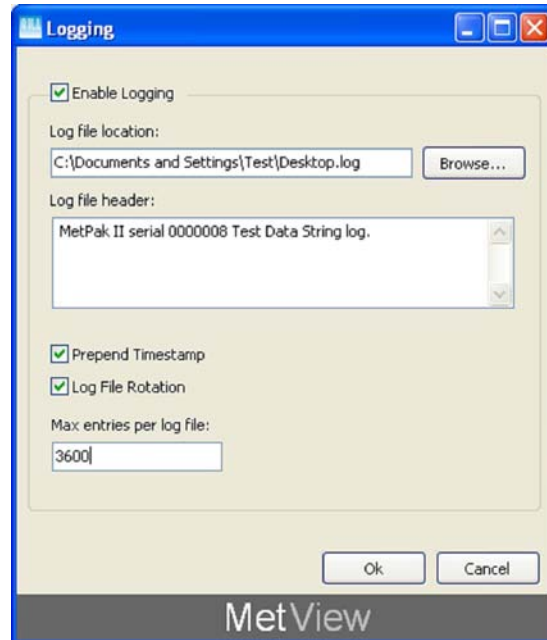 Logging
Enable Logging
Log file location:
C:\Documents and Settings\Test\Desktop.log
Browse...
Log file header:
MetPak II serial 0000008 Test Data String log.
Prepend Timestamp
Log File Rotation
Max entries per log file:
3600
Ok Cancel
MetView